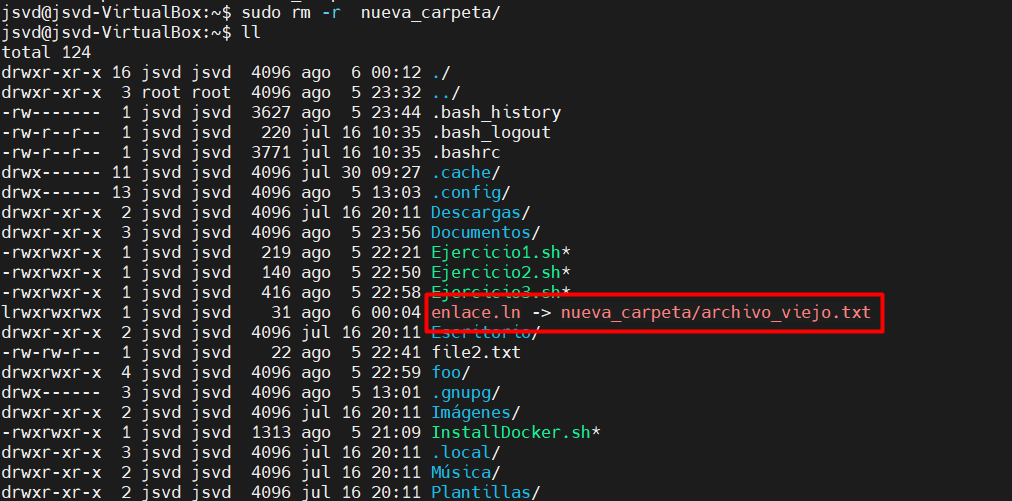 jsvd@jsvd-VirtualBox:~$ sudo rm -r  nueva_carpeta/
jsvd@jsvd-VirtualBox:~$ ll
total 124
drwxr-xr-x 16 jsvd jsvd  4096 ago  6 00:12 ./
drwxr-xr-x  3 root root  4096 ago  5 23:32 ../
-rw-------  1 jsvd jsvd  3627 ago  5 23:44 .bash_history
-rw-r--r--  1 jsvd jsvd   220 jul 16 10:35 .bash_logout
-rw-r--r--  1 jsvd jsvd  3771 jul 16 10:35 .bashrc
drwx------ 11 jsvd jsvd  4096 jul 30 09:27 .cache/
drwx------ 13 jsvd jsvd  4096 ago  5 13:03 .config/
drwxr-xr-x  2 jsvd jsvd  4096 jul 16 20:11 Descargas/
drwxr-xr-x  3 jsvd jsvd  4096 ago  5 23:56 Documentos/
-rwxrwxr-x  1 jsvd jsvd   219 ago  5 22:21 Ejercicio1.sh*
-rwxrwxr-x  1 jsvd jsvd   140 ago  5 22:50 Ejercicio2.sh*
-rwxrwxr-x  1 jsvd jsvd   416 ago  5 22:58 Ejercicio3.sh*
lrwxrwxrwx  1 jsvd jsvd    31 ago  6 00:04 enlace.ln -> nueva_carpeta/archivo_viejo.txt
drwxr-xr-x  2 jsvd jsvd  4096 jul 16 20:11 Escritorio/
-rw-rw-r--  1 jsvd jsvd    22 ago  5 22:41 file2.txt
drwxrwxr-x  4 jsvd jsvd  4096 ago  5 22:59 foo/
drwx------  3 jsvd jsvd  4096 ago  5 13:01 .gnupg/
drwxr-xr-x  2 jsvd jsvd  4096 jul 16 20:11 Imágenes/
-rwxrwxr-x  1 jsvd jsvd  1313 ago  5 21:09 InstallDocker.sh*
drwxr-xr-x  3 jsvd jsvd  4096 jul 16 20:11 .local/
drwxr-xr-x  2 jsvd jsvd  4096 jul 16 20:11 Música/
drwxr-xr-x  2 jsvd jsvd  4096 jul 16 20:11 Plantillas/